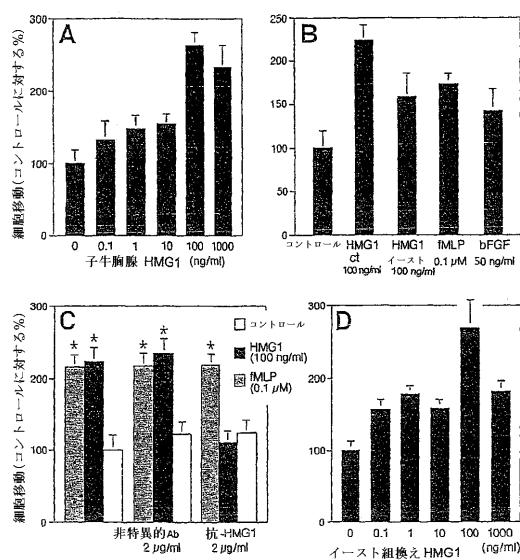 A
細胞移動(コントロールに対する%)
300
200
100
0
0 0.1 1 10 100 1000
子牛胸腺 HMG1 (ng/ml)
B
250
200
150
100
50
0
コントロール
HMG1 ct 100 ng/ml
HMG1 イースト 100 ng/ml
fMLP 0.1 μM
bFGF 50 ng/ml
C
細胞移動(コントロールに対する%)
300
200
100
0
* * * * *
コントロール
HMG1 (100 ng/ml)
fMLP (0.1 μM)
非特異的Ab 2 μg/ml
抗-HMG1 2 μg/ml
D
300
200
100
0
0 0.1 1 10 100 1000
イースト組換えHMG1 (ng/ml)